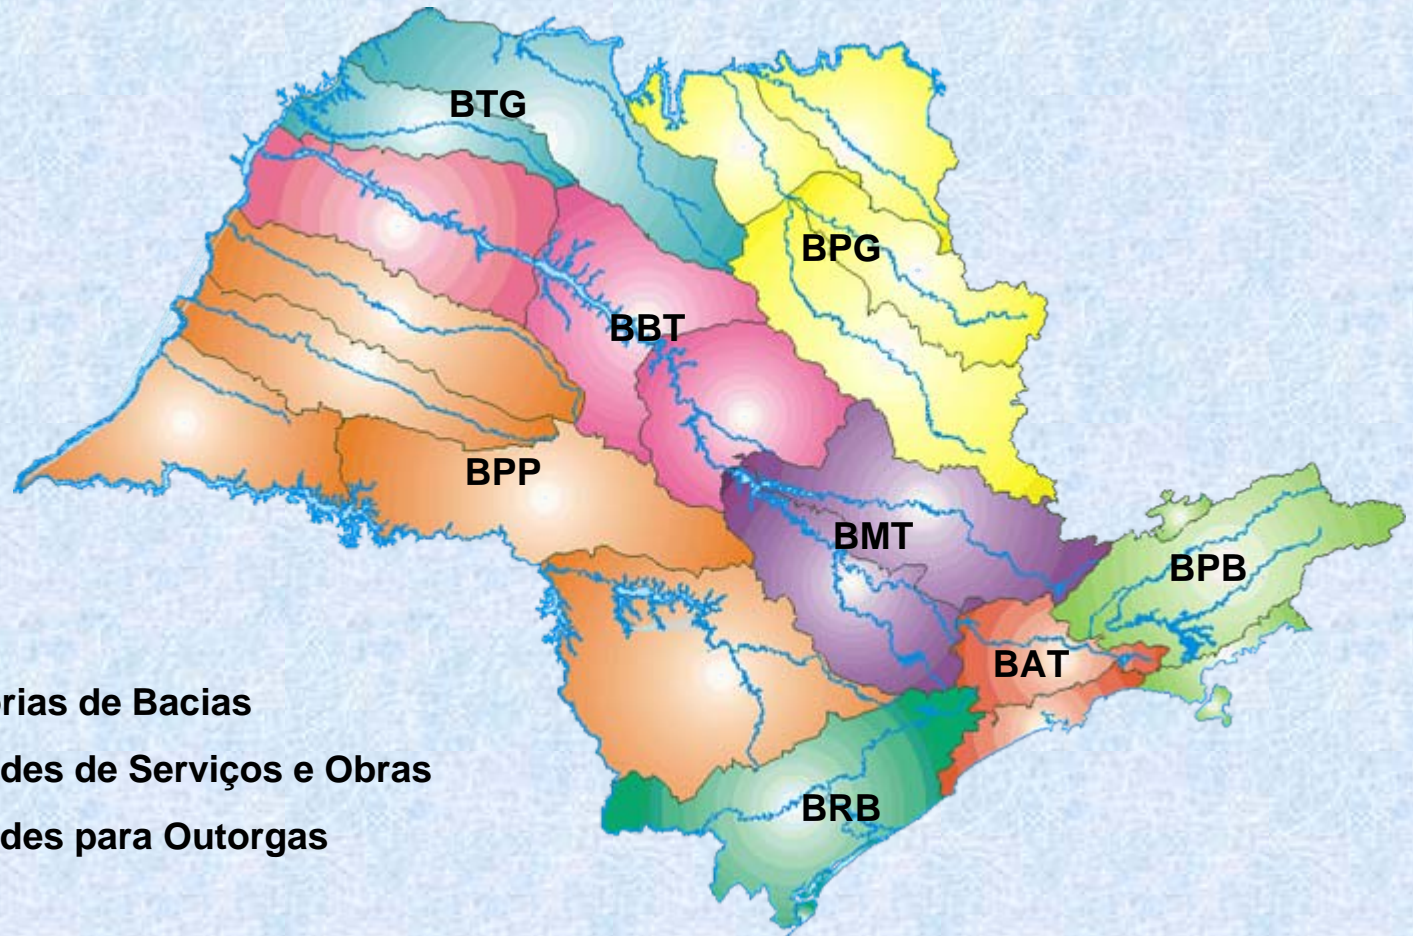 BTG
BPG
BBT
BPP
BMT
BPB
BAT
rias de Bacias
des de Serviços e Obras
BRB
des para Outorgas